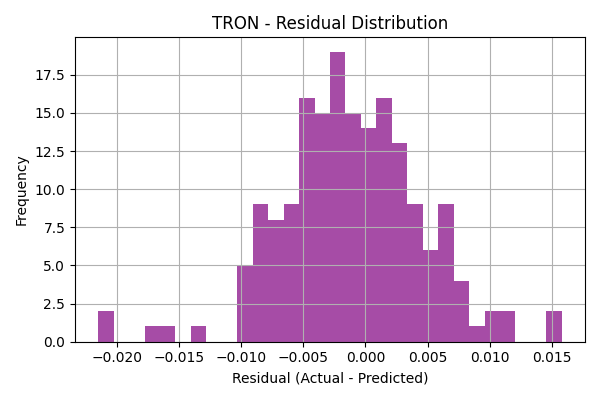 TRON - Residual Distribution
Frequency
17.5
15.0
12.5
10.0
7.5
5.0
2.5
0.0
−0.020 −0.015 −0.010 −0.005 0.000 0.005 0.010 0.015
Residual (Actual - Predicted)